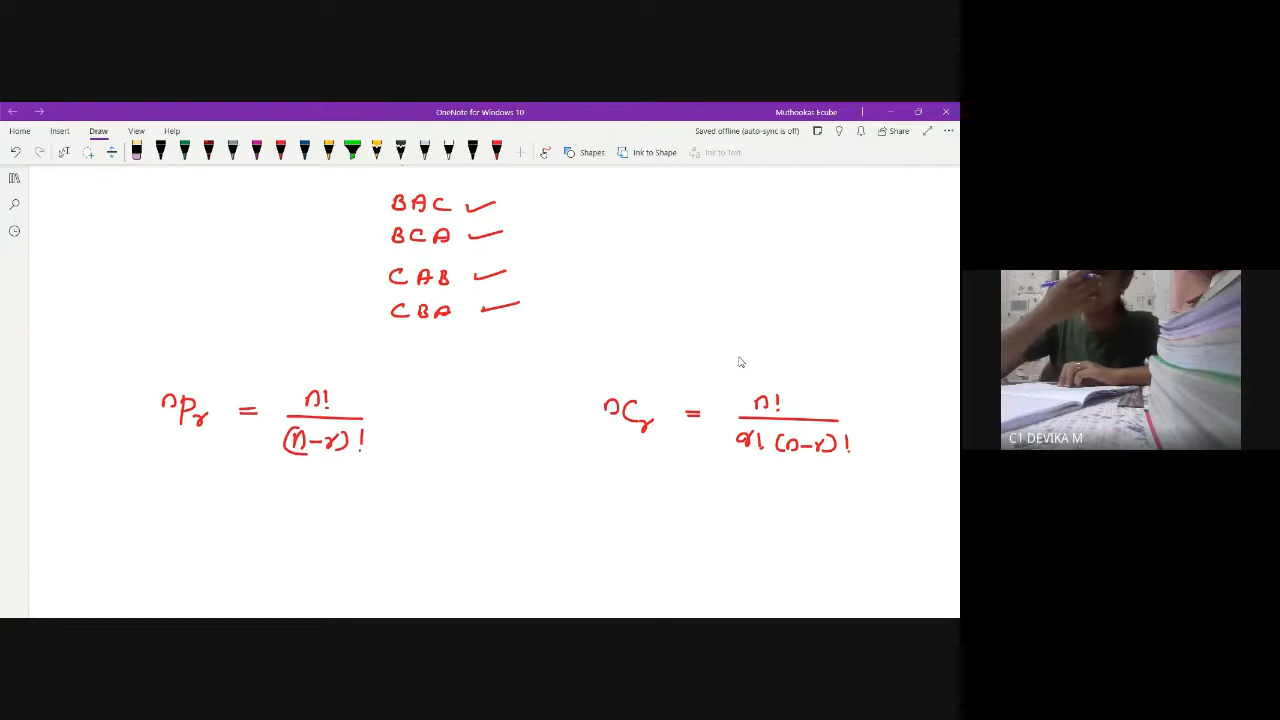 OneNote for Windows 10
Muthookas Ecube
Home Insert Draw View Help
Saved offline (auto-sync is off)
Share
Shapes
Ink to Shape
Ink to Text
BAC
BCA
CAB
CBA
nPr = n! / (n-r)!
nCr = n! / r! (n-r)!
C1 DEVIKA M